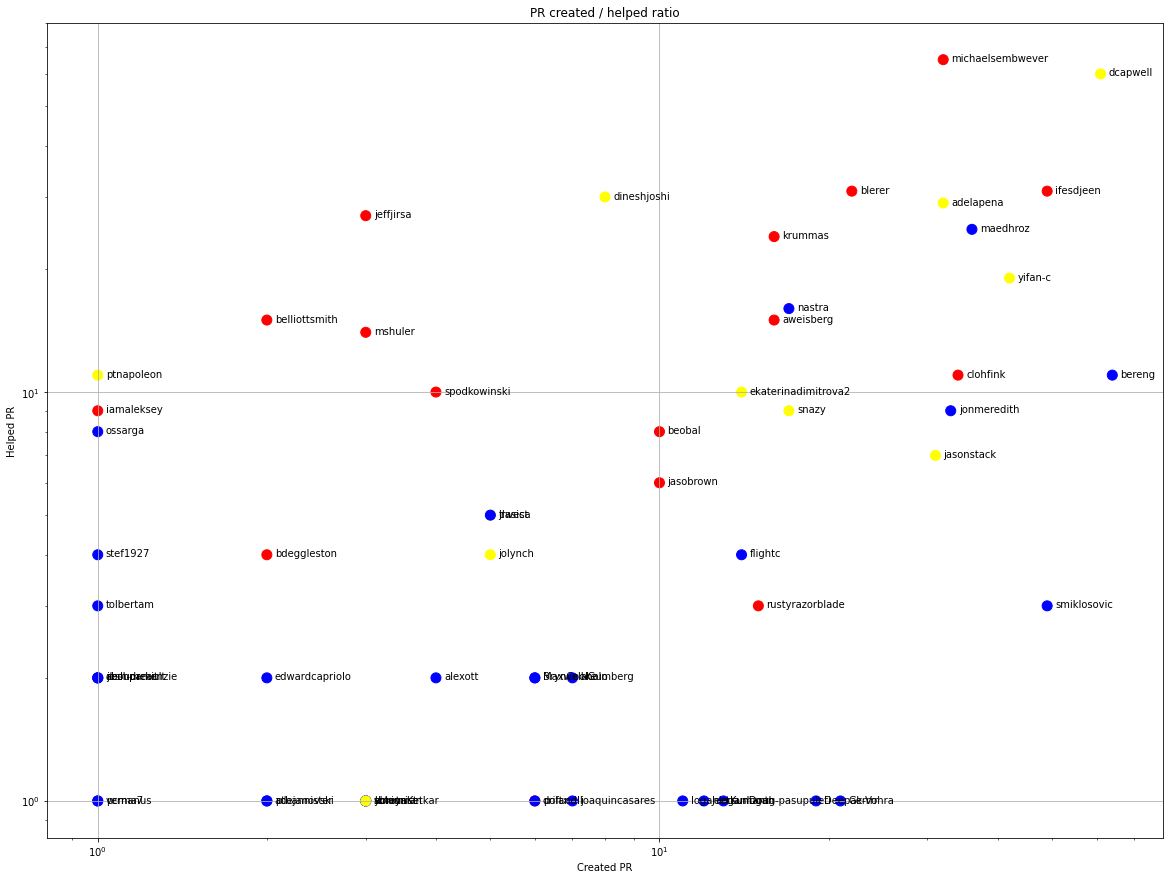 PR created / helped ratio
michaelsembwever
dcapwell
dineshjoshi
blerer
ifesdjeen
adelapena
jeffjirsa
maedhroz
krummas
yifan-c
nastra
belliottsmith
aweisberg
mshuler
ptnapoleon
clohfink
bereng
spodkowinski
ekaterinadimitrova2
iamaleksey
snazy
jonmeredith
ossarga
beobal
jasonstack
jasobrown
stef1927
bdeggleston
jolynch
flightc
tolbertam
rustyrazorblade
smiklosovic
edwardcapriolo
alexott
joaquincasares
Helped PR
10¹
10⁰
10⁰
10¹
Created PR